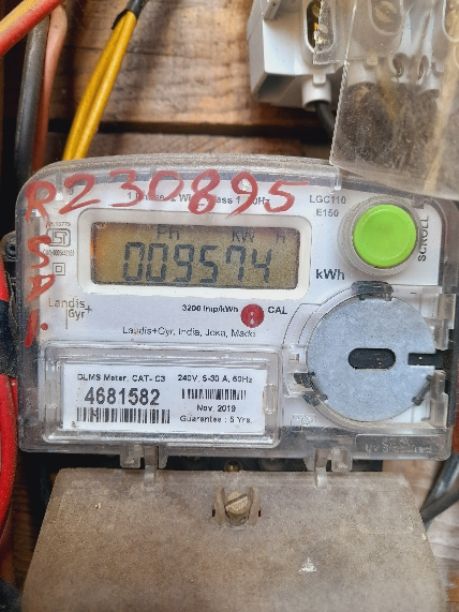 230895
LGC110
E150
Ph kW h
009574
kWh
SCROLL
Landis+
Gyr
3200 imp/kWh CAL
Landis+Gyr, India, Joka, Made
DLMS Meter, CAT- C3
4681582
240V, 5-30 A, 50Hz
Nov. 2019
Guarantee : 5 Yrs.